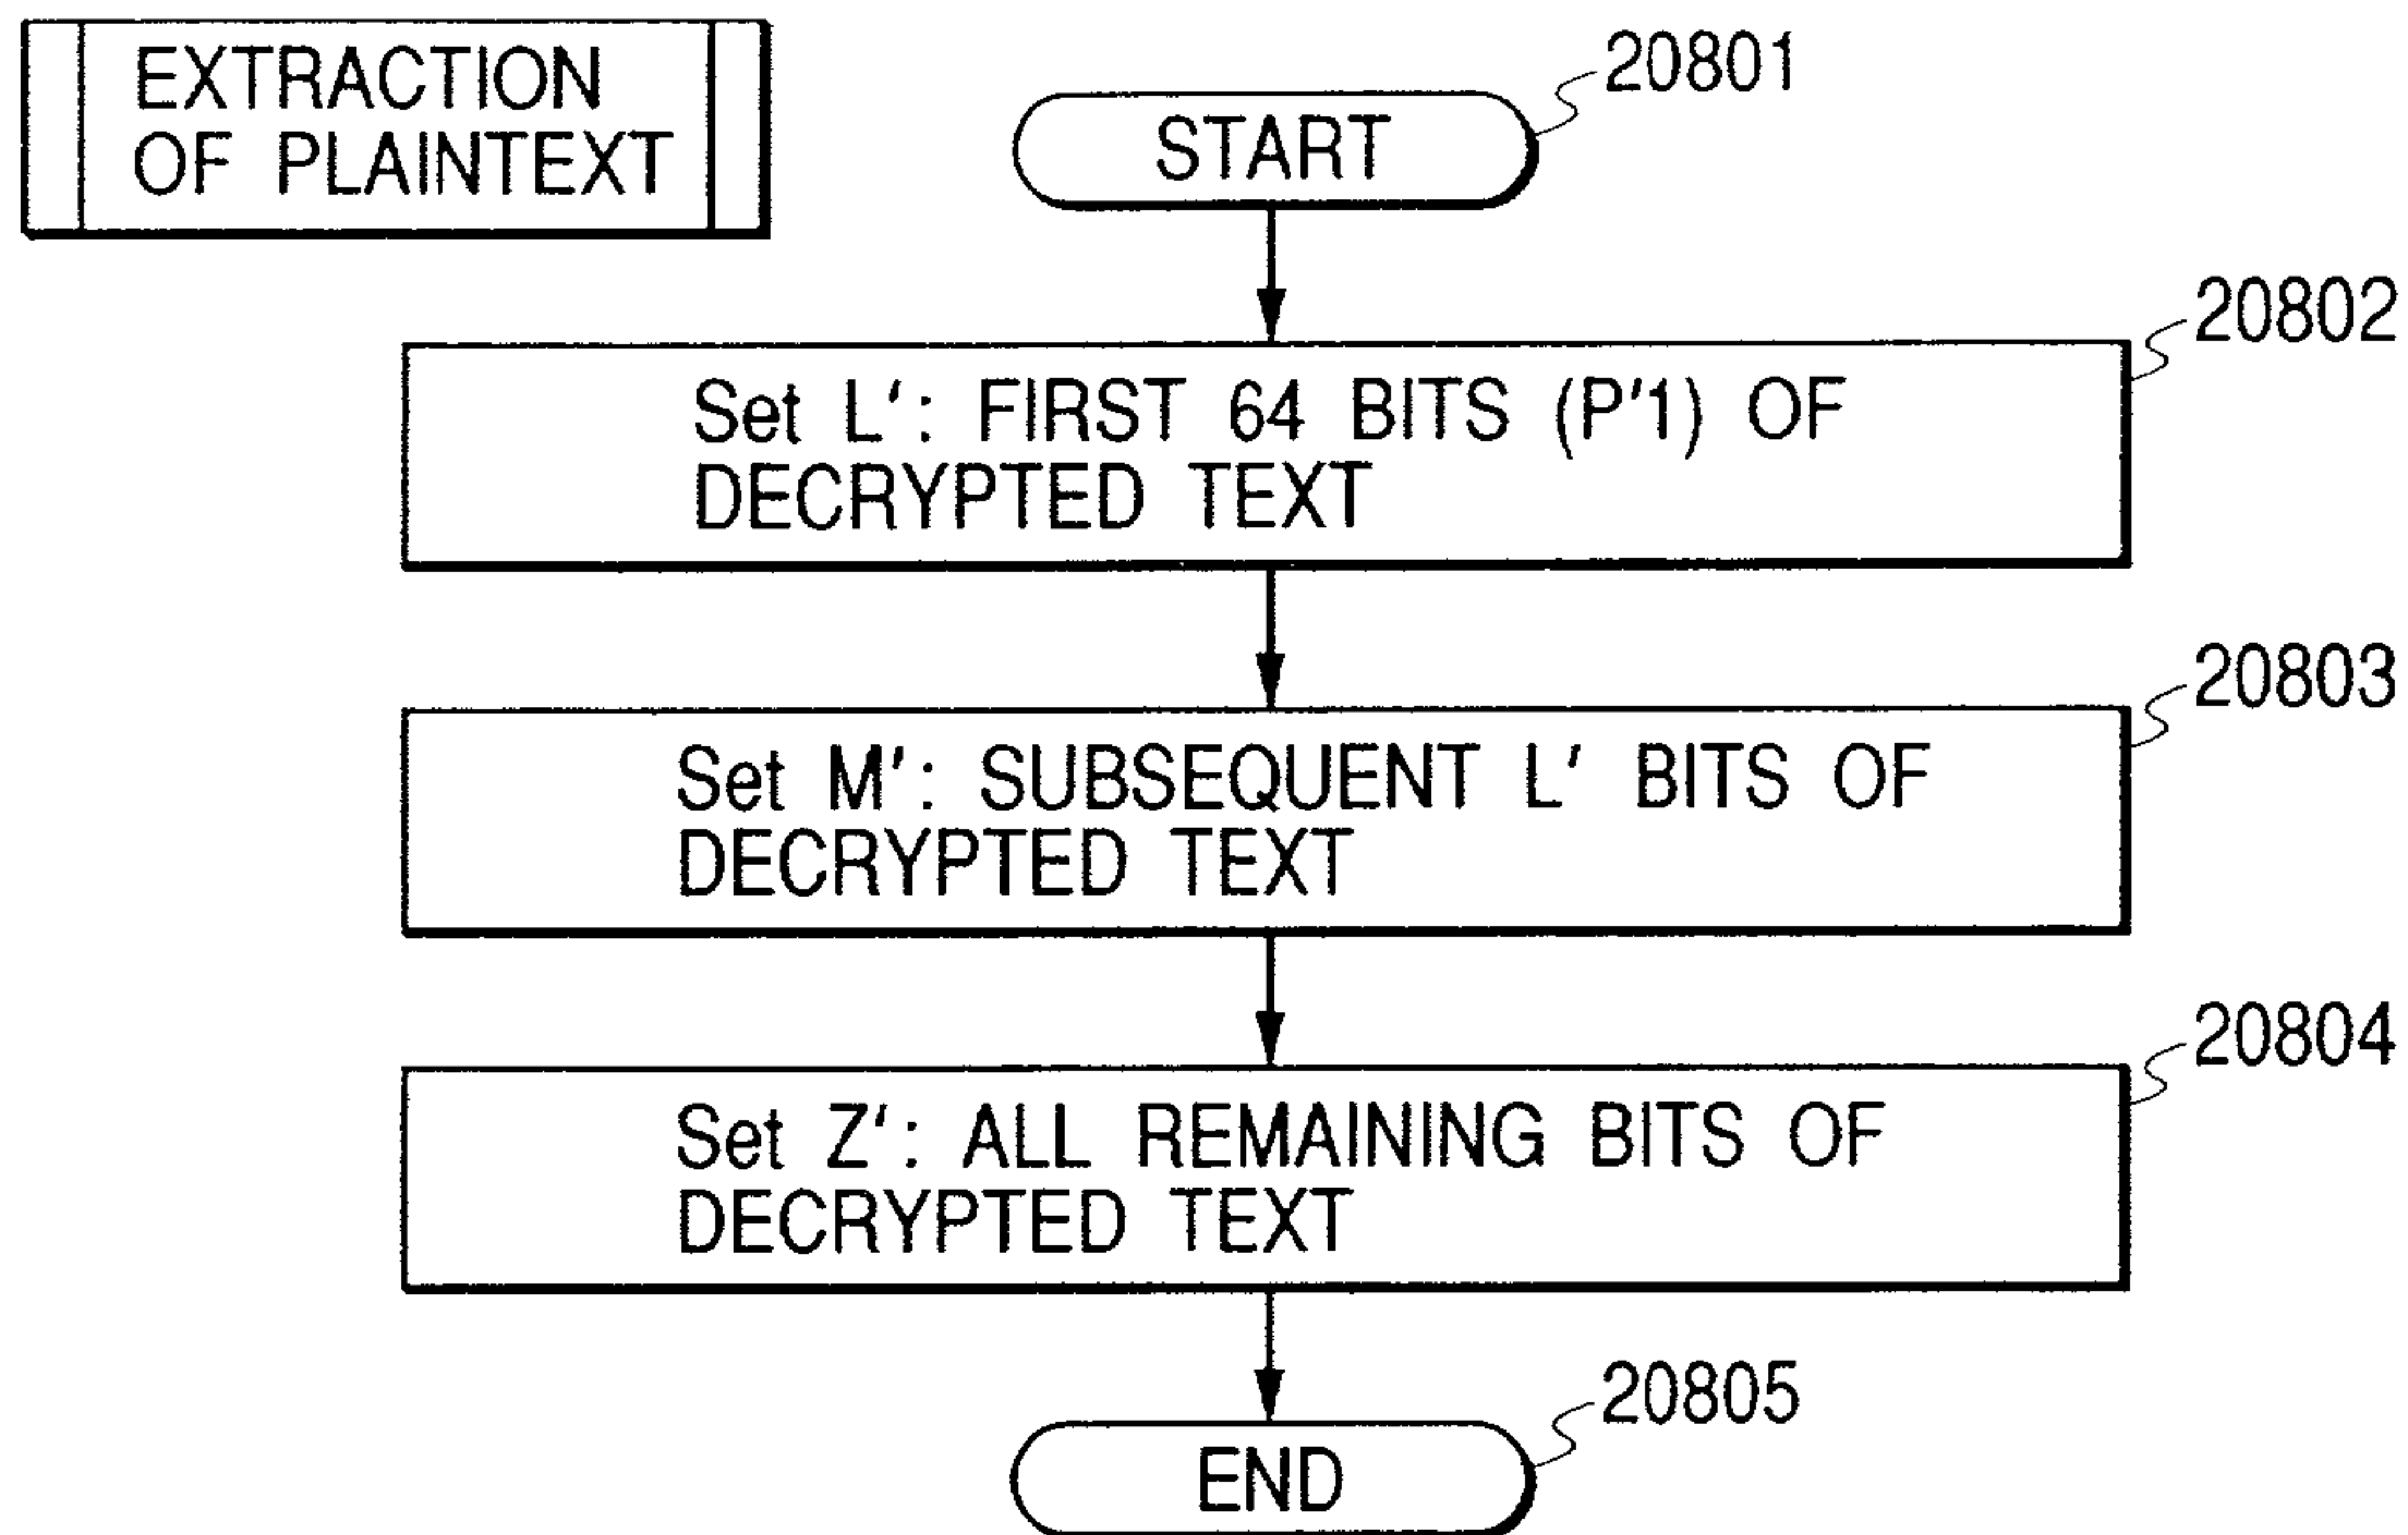 EXTRACTION
OF PLAINTEXT
START
20801
Set L′: FIRST 64 BITS (P′1) OF
DECRYPTED TEXT
20802
Set M′: SUBSEQUENT L′ BITS OF
DECRYPTED TEXT
20803
Set Z′: ALL REMAINING BITS OF
DECRYPTED TEXT
20804
END
20805